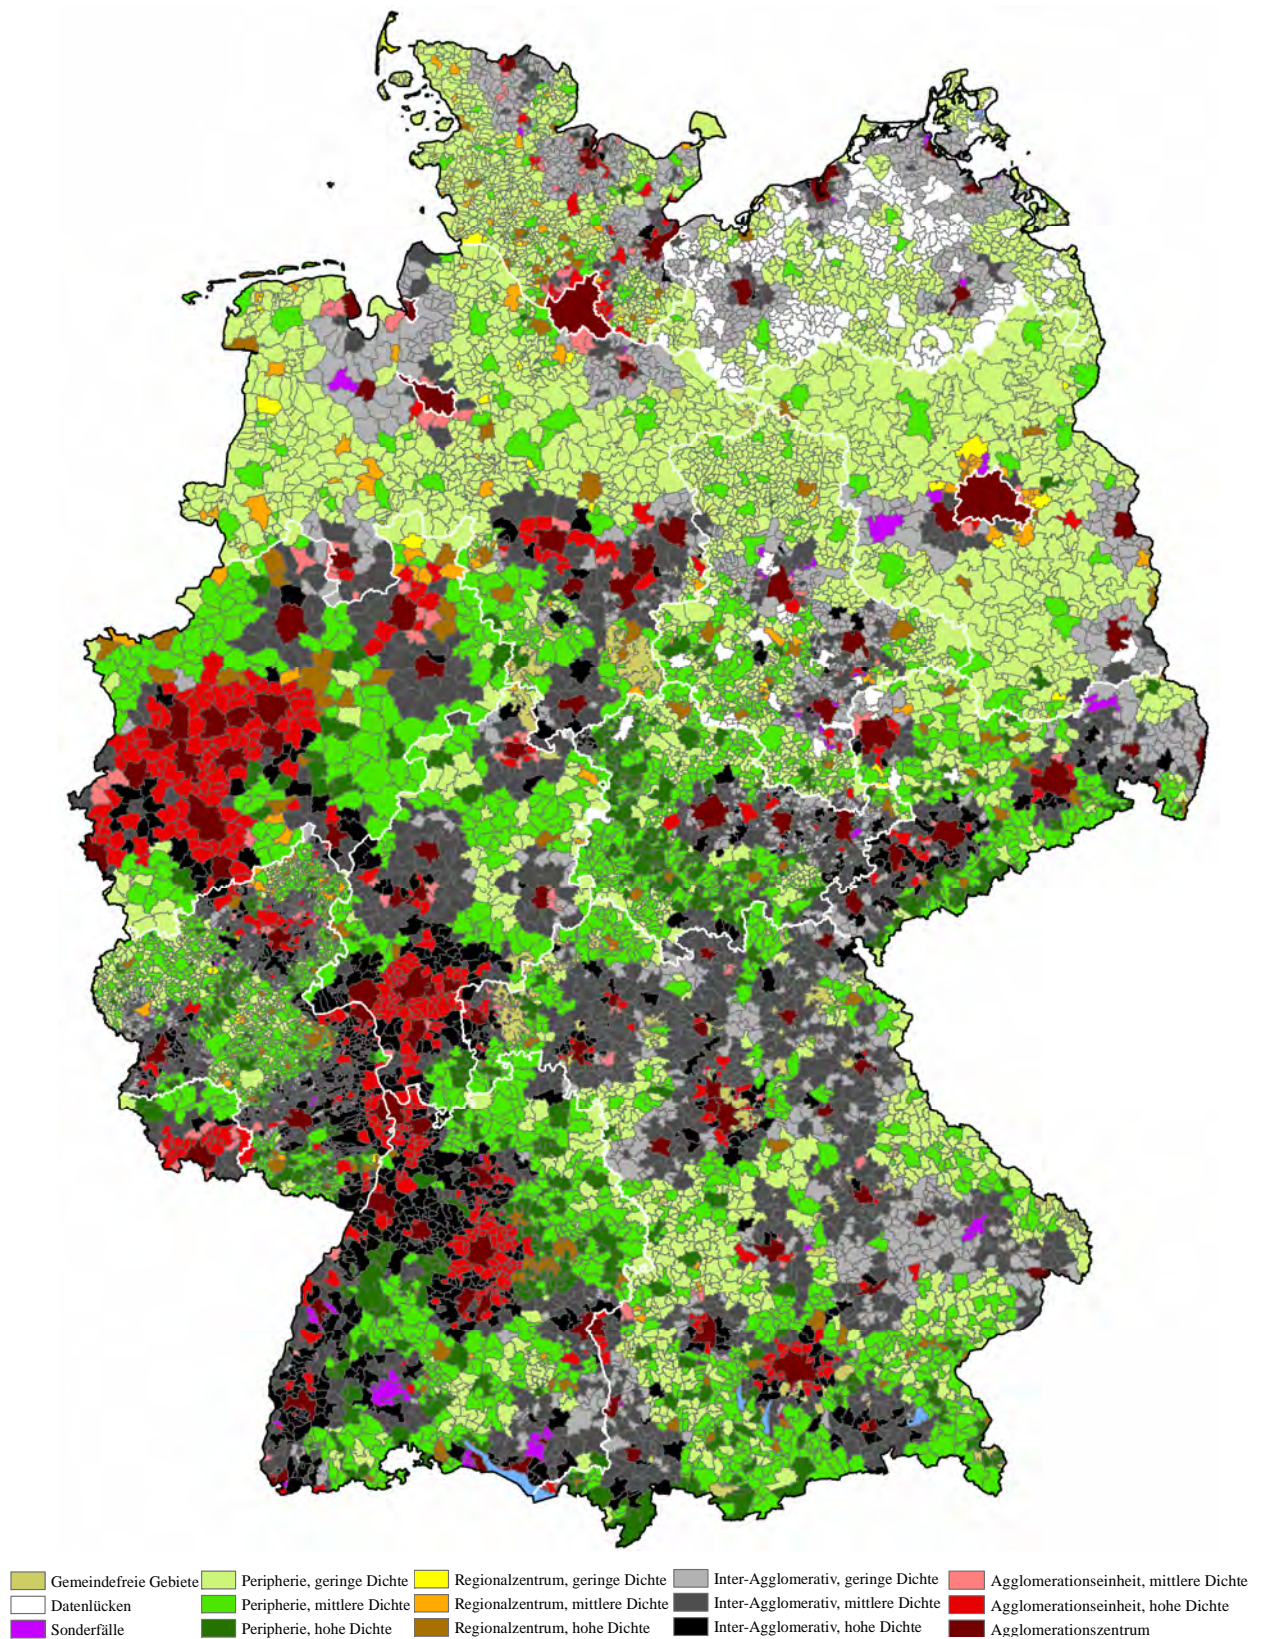 Gemeindefreie Gebiete
Datenlücken
Sonderfälle
Peripherie, geringe Dichte
Peripherie, mittlere Dichte
Peripherie, hohe Dichte
Regionalzentrum, geringe Dichte
Regionalzentrum, mittlere Dichte
Regionalzentrum, hohe Dichte
Inter-Agglomerativ, geringe Dichte
Inter-Agglomerativ, mittlere Dichte
Inter-Agglomerativ, hohe Dichte
Agglomerationseinheit, mittlere Dichte
Agglomerationseinheit, hohe Dichte
Agglomerationszentrum